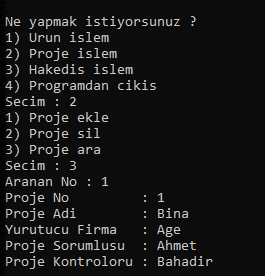 Ne yapmak istiyorsunuz ?
1) Urun islem
2) Proje islem
3) Hakedis islem
4) Programdan cikis
Secim : 2
1) Proje ekle
2) Proje sil
3) Proje ara
Secim : 3
Aranan No : 1
Proje No         : 1
Proje Adi        : Bina
Yurutucu Firma   : Age
Proje Sorumlusu  : Ahmet
Proje Kontroloru : Bahadir